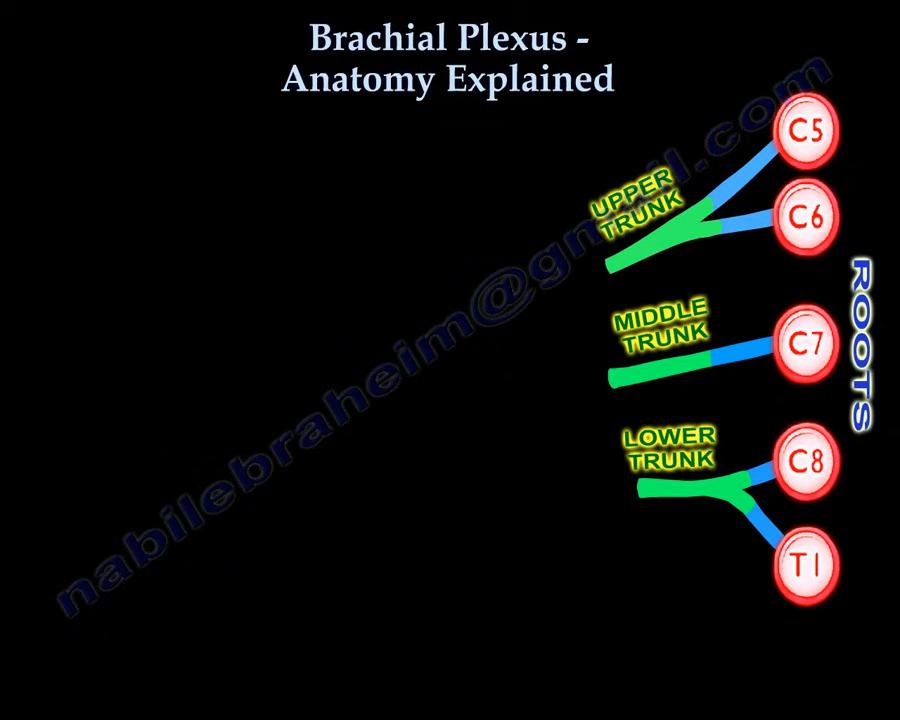 Brachial Plexus -
Anatomy Explained
C5
UPPER
TRUNK
C6
MIDDLE
TRUNK
C7
ROOTS
LOWER
TRUNK
C8
T1
nabilebraheim@gmail.com